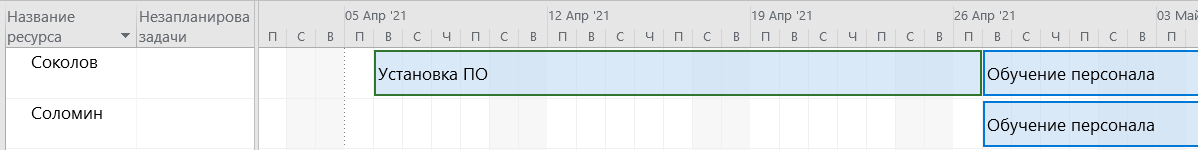 Название ресурса
Незапланирова задачи
05 Апр '21 12 Апр '21 19 Апр '21 26 Апр '21 03 Май
П С В П В С Ч П С В П В С Ч П С В П В С Ч П С В П В С Ч П С В П
Соколов
Установка ПО
Обучение персонала
Соломин
Обучение персонала